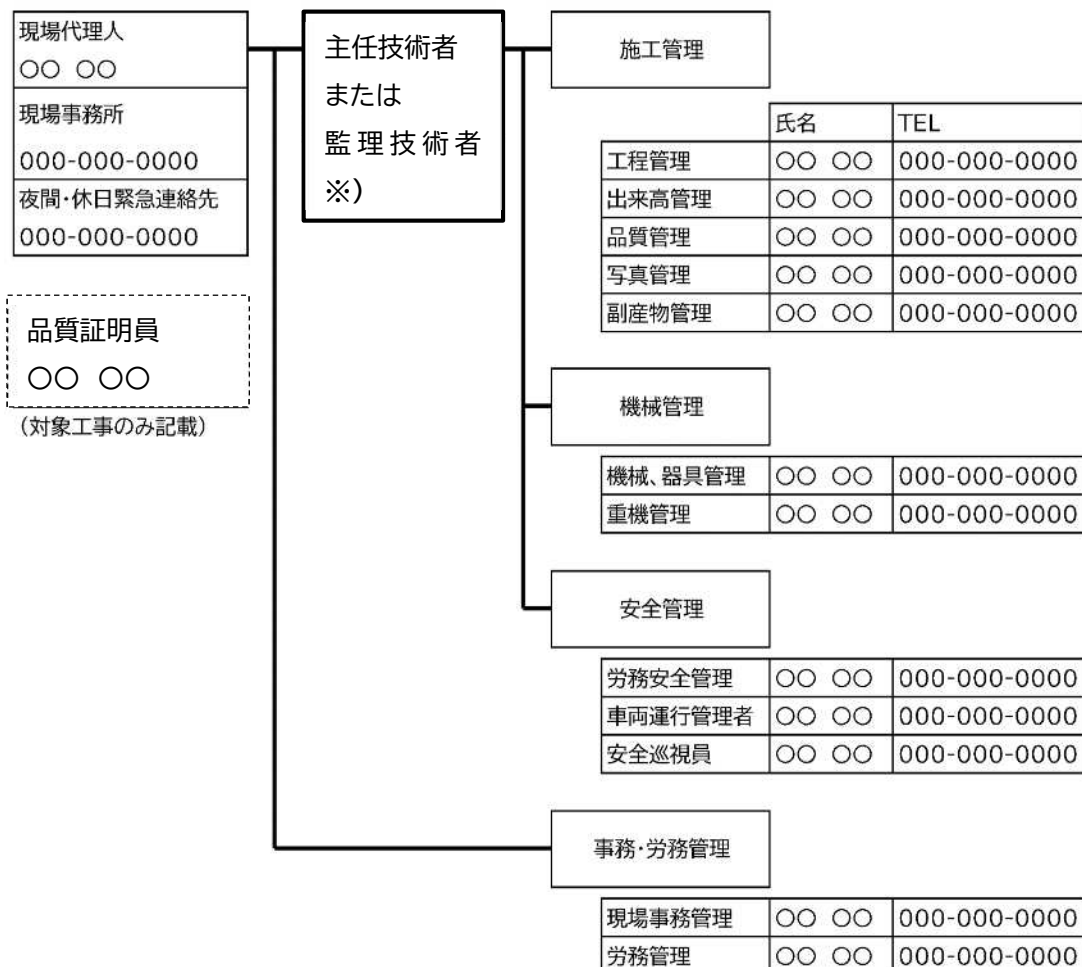 現場代理人
○○ ○○
現場事務所
000-000-0000
夜間・休日緊急連絡先
000-000-0000
品質証明員
○○ ○○
(対象工事のみ記載)
主任技術者
または
監理技術者
※)
施工管理
氏名 TEL
工程管理 ○○ ○○ 000-000-0000
出来高管理 ○○ ○○ 000-000-0000
品質管理 ○○ ○○ 000-000-0000
写真管理 ○○ ○○ 000-000-0000
副産物管理 ○○ ○○ 000-000-0000
機械管理
機械、器具管理 ○○ ○○ 000-000-0000
重機管理 ○○ ○○ 000-000-0000
安全管理
労務安全管理 ○○ ○○ 000-000-0000
車両運行管理者 ○○ ○○ 000-000-0000
安全巡視員 ○○ ○○ 000-000-0000
事務・労務管理
現場事務管理 ○○ ○○ 000-000-0000
労務管理 ○○ ○○ 000-000-0000